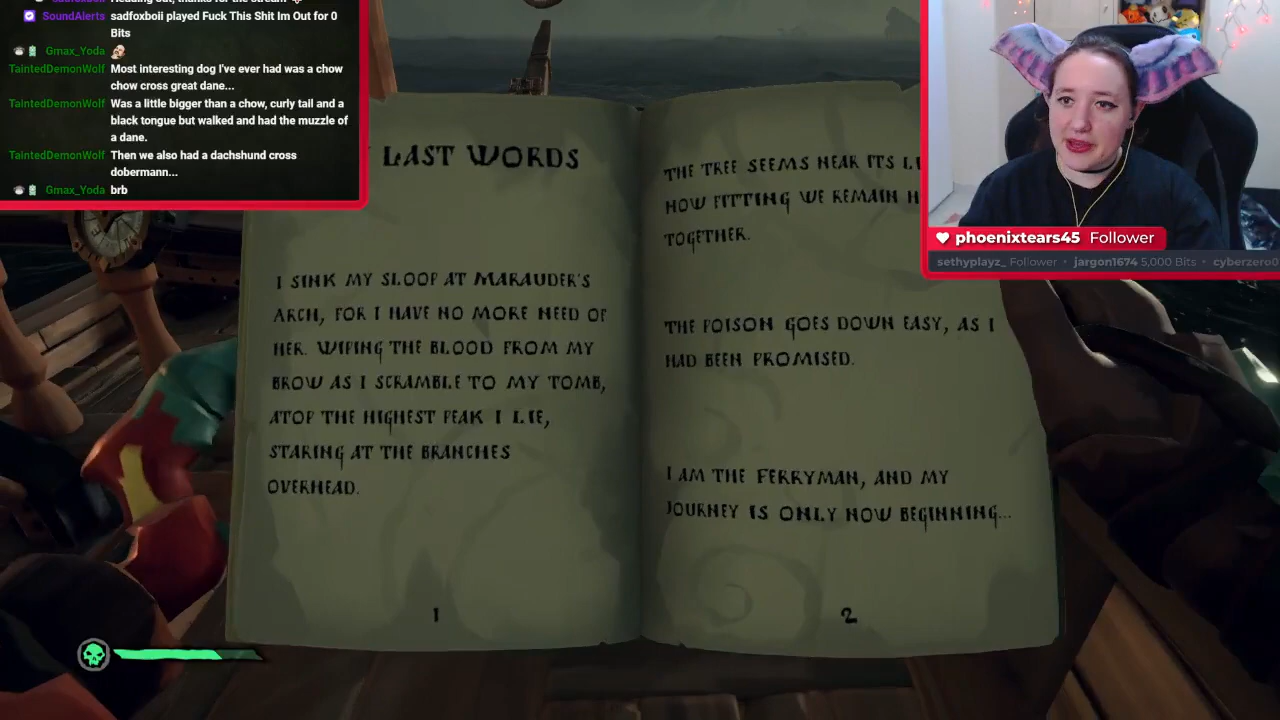 SoundAlerts sadfoxboii played Fuck This Shit Im Out for 0
Bits
Gmax_Yoda
TaintedDemonWolf Most interesting dog I've ever had was a chow
chow cross great dane...
TaintedDemonWolf Was a little bigger than a chow, curly tail and a
black tongue but walked and had the muzzle of
a dane.
TaintedDemonWolf Then we also had a dachshund cross
dobermann...
Gmax_Yoda brb
LAST WORDS
I SINK MY SLOOP AT MARAUDER'S
ARCH, FOR I HAVE NO MORE NEED OF
HER. WIPING THE BLOOD FROM MY
BROW AS I SCRAMBLE TO MY TOMB,
ATOP THE HIGHEST PEAK I LIE,
STARING AT THE BRANCHES
OVERHEAD.
1
THE TREE SEEMS NEAR ITS
HOW FITTING WE REMAIN
TOGETHER.
THE POISON GOES DOWN EASY, AS I
HAD BEEN PROMISED.
I AM THE FERRYMAN, AND MY
JOURNEY IS ONLY NOW BEGINNING...
2
phoenixtears45 Follower
sethyplayz_ Follower • jargon1674 5,000 Bits • cyberzero0